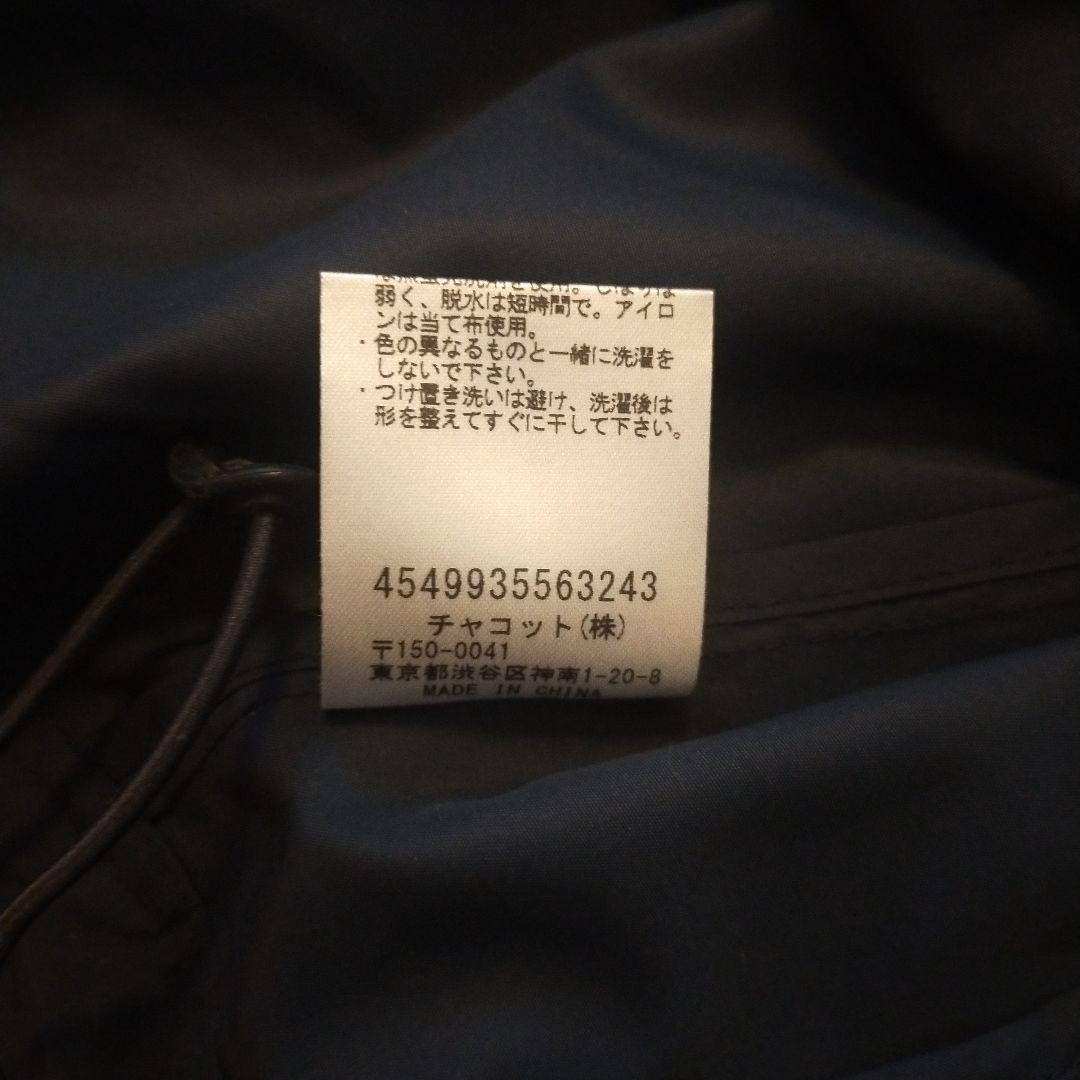 弱く、脱水は短時間で。アイロ
ンは当て布使用。
・色の異なるものと一緒に洗濯を
しないで下さい。
・つけ置き洗いは避け、洗濯後は
形を整えてすぐに干して下さい。
4549935563243
チャコット(株)
〒150-0041
東京都渋谷区神南1-20-8
MADE IN CHINA